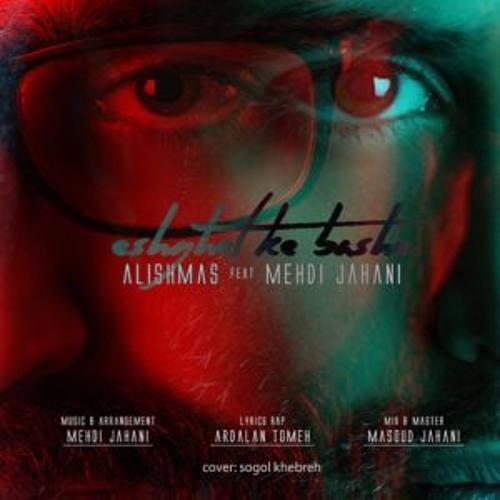 eshghet ke bashe
ALISHMAS FEAT MEHDI JAHANI
MUSIC & ARRANGEMENT
MEHDI JAHANI
LYRICS RAP
ARDALAN TOMEH
MIX & MASTER
MASOUD JAHANI
cover: sogol khebreh